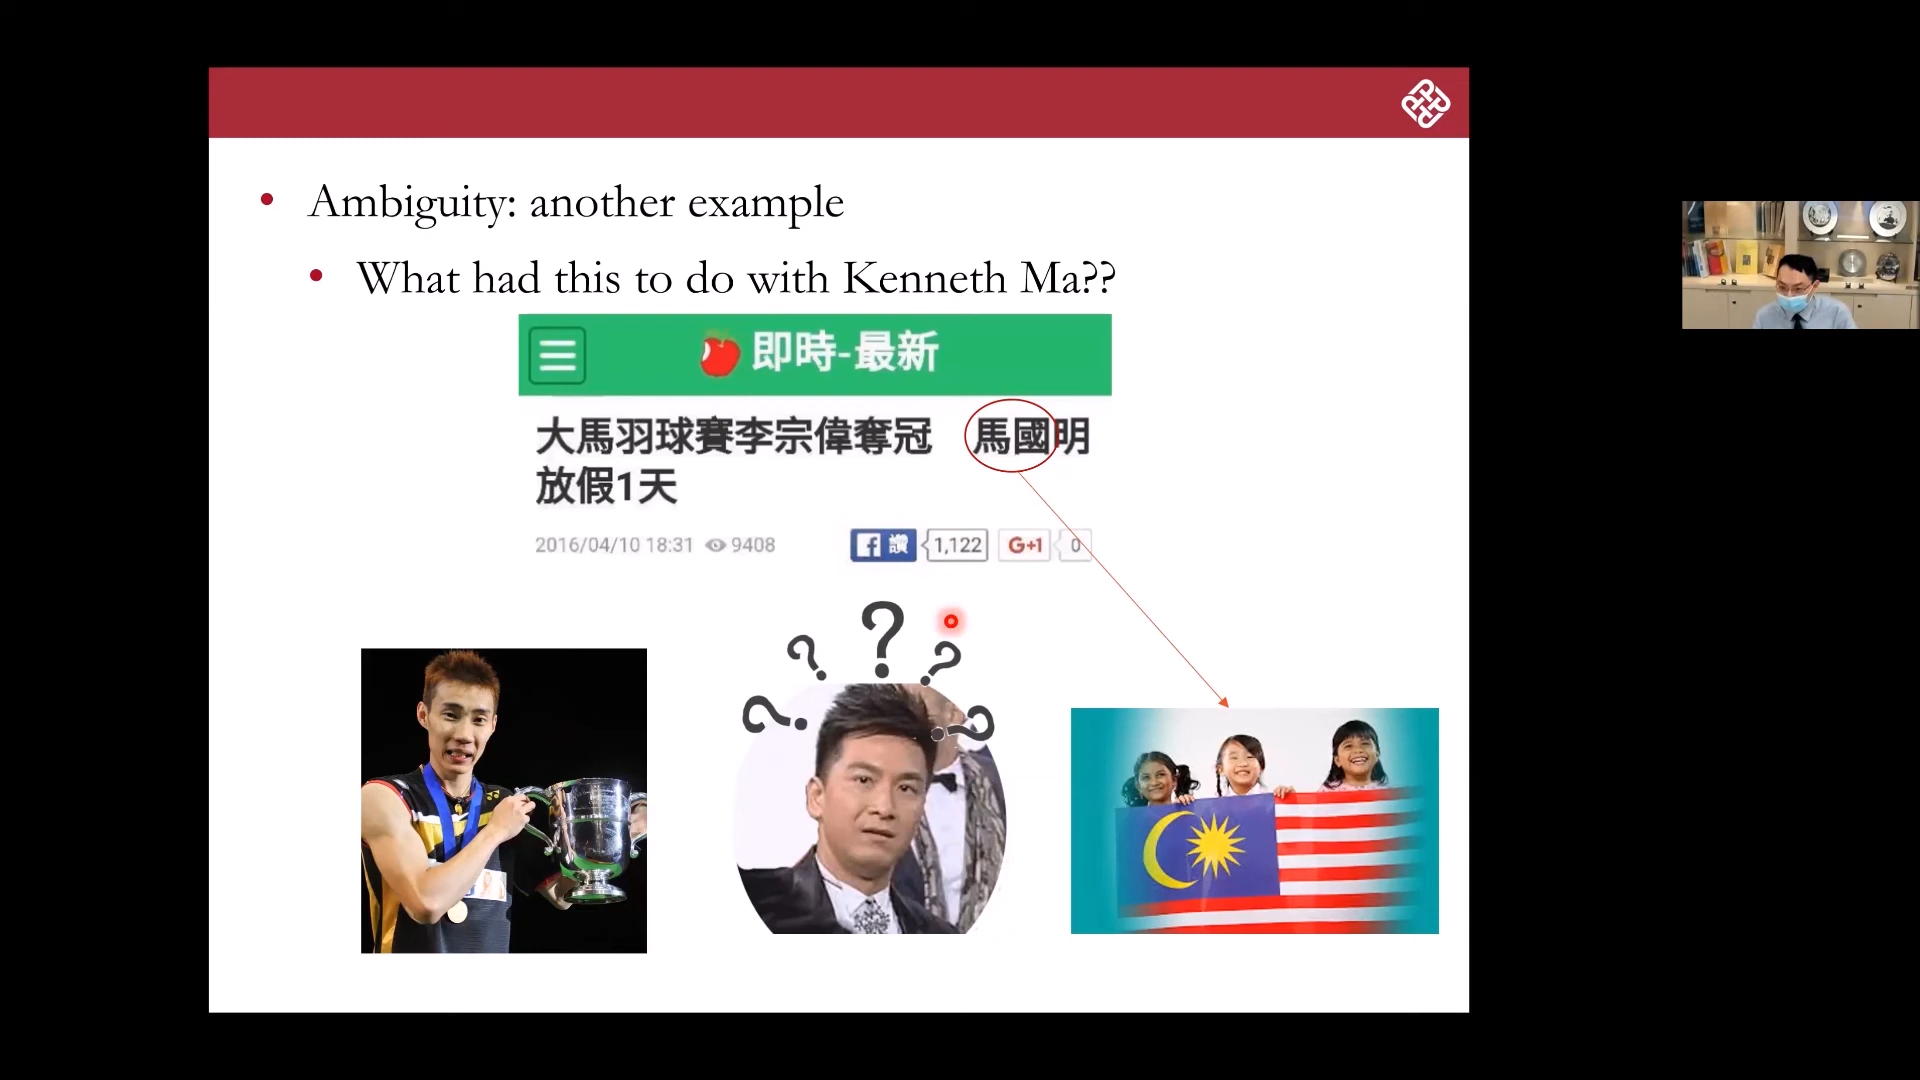 Ambiguity: another example
What had this to do with Kenneth Ma??
即時-最新
大馬羽球賽李宗偉奪冠 馬國明
放假1天
2016/04/10 18:31 9408 讚 1,122 G+1 0
? ? ? ? ?